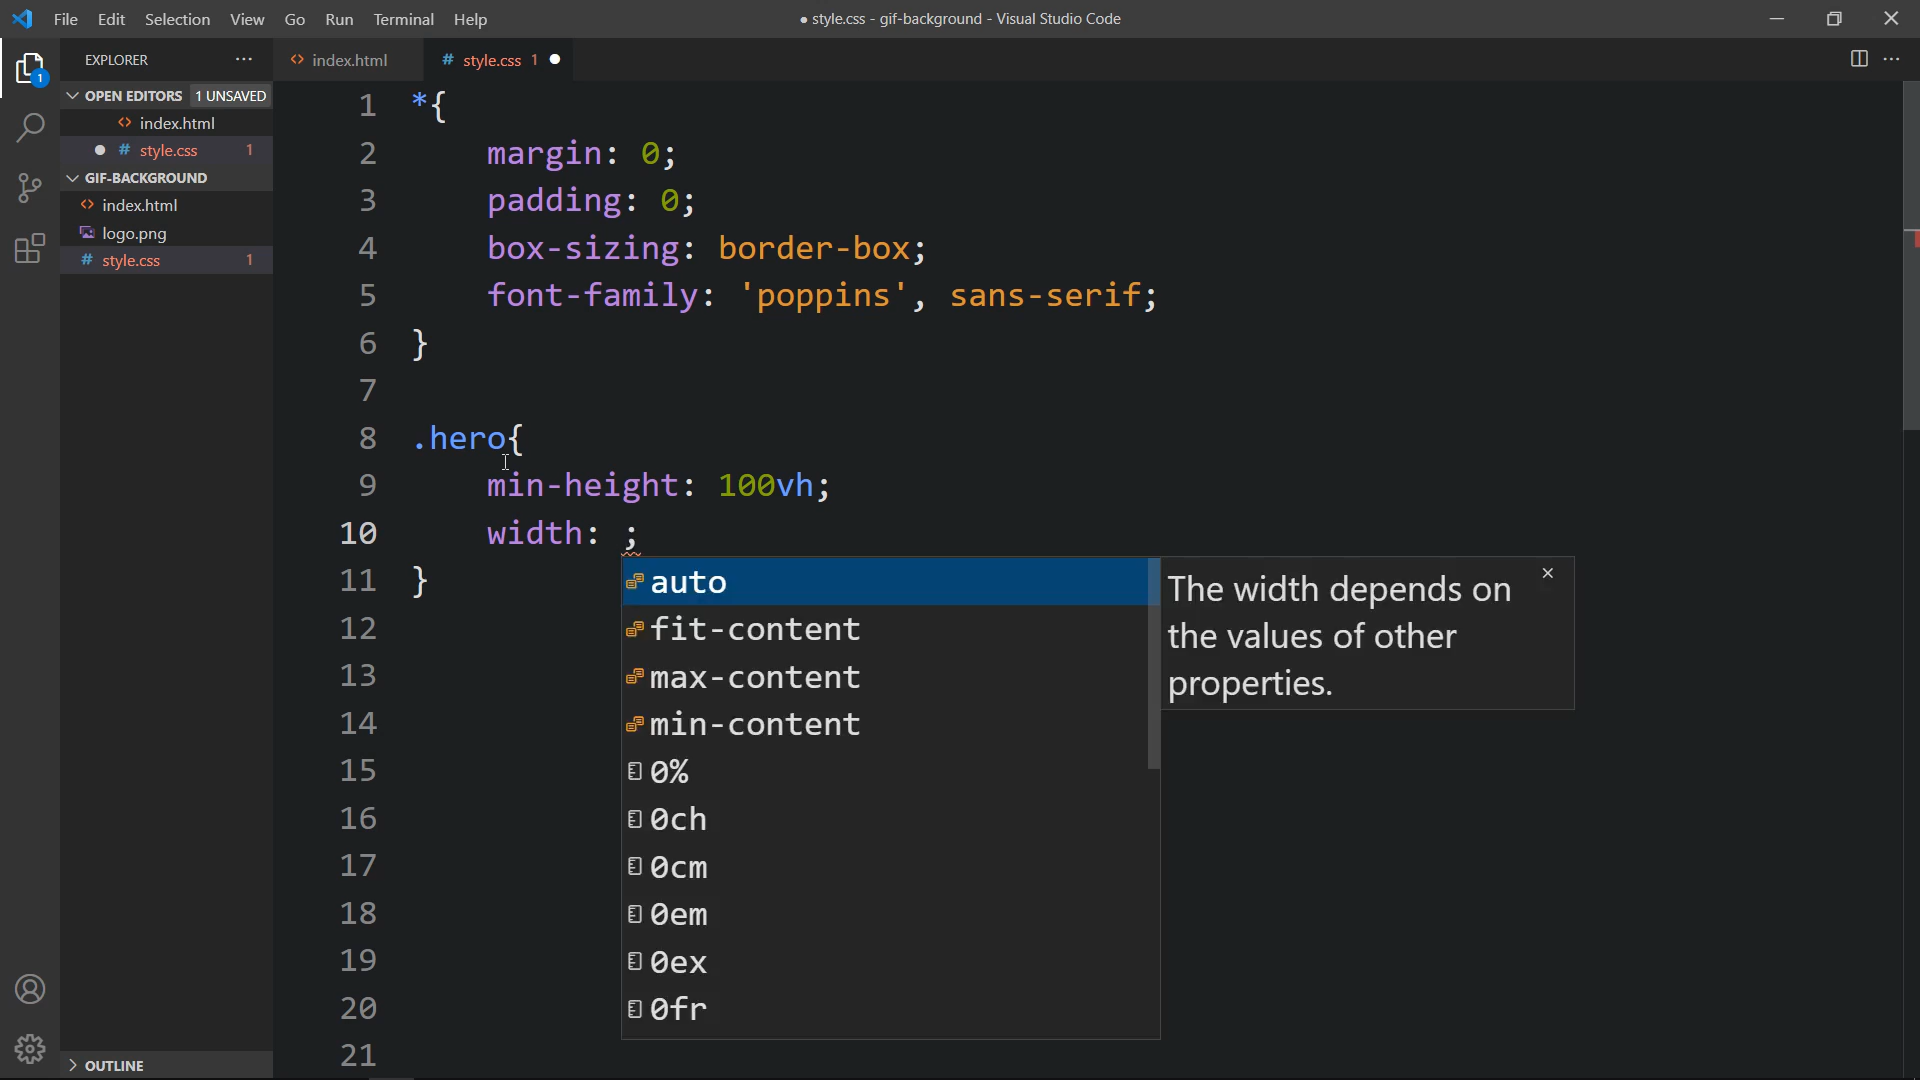 File Edit Selection View Go Run Terminal Help
● style.css - gif-background - Visual Studio Code
EXPLORER ···
OPEN EDITORS 1 UNSAVED
index.html
# style.css 1
GIF-BACKGROUND
index.html
logo.png
# style.css 1
OUTLINE
1
index.html
# style.css 1 ●
1 *{
2 margin: 0;
3 padding: 0;
4 box-sizing: border-box;
5 font-family: 'poppins', sans-serif;
6 }
7
8 .hero{
9 min-height: 100vh;
10 width: ;
11 }
12
13
14
15
16
17
18
19
20
21
auto
fit-content
max-content
min-content
0%
0ch
0cm
0em
0ex
0fr
The width depends on
the values of other
properties.